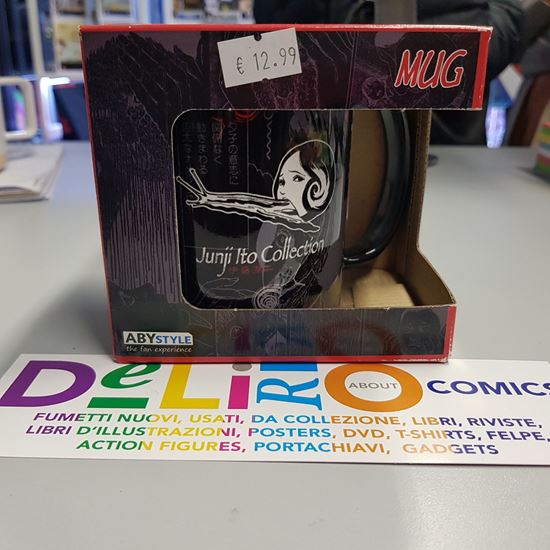 € 12.99
MUG
Junji Ito Collection
ABYSTYLE
the fan experience
DeLiRiO
ABOUT
COMICS
FUMETTI NUOVI, USATI, DA COLLEZIONE, LIBRI, RIVISTE,
LIBRI D'ILLUSTRAZIONI, POSTERS, DVD, T-SHIRTS, FELPE,
ACTION FIGURES, PORTACHIAVI, GADGETS